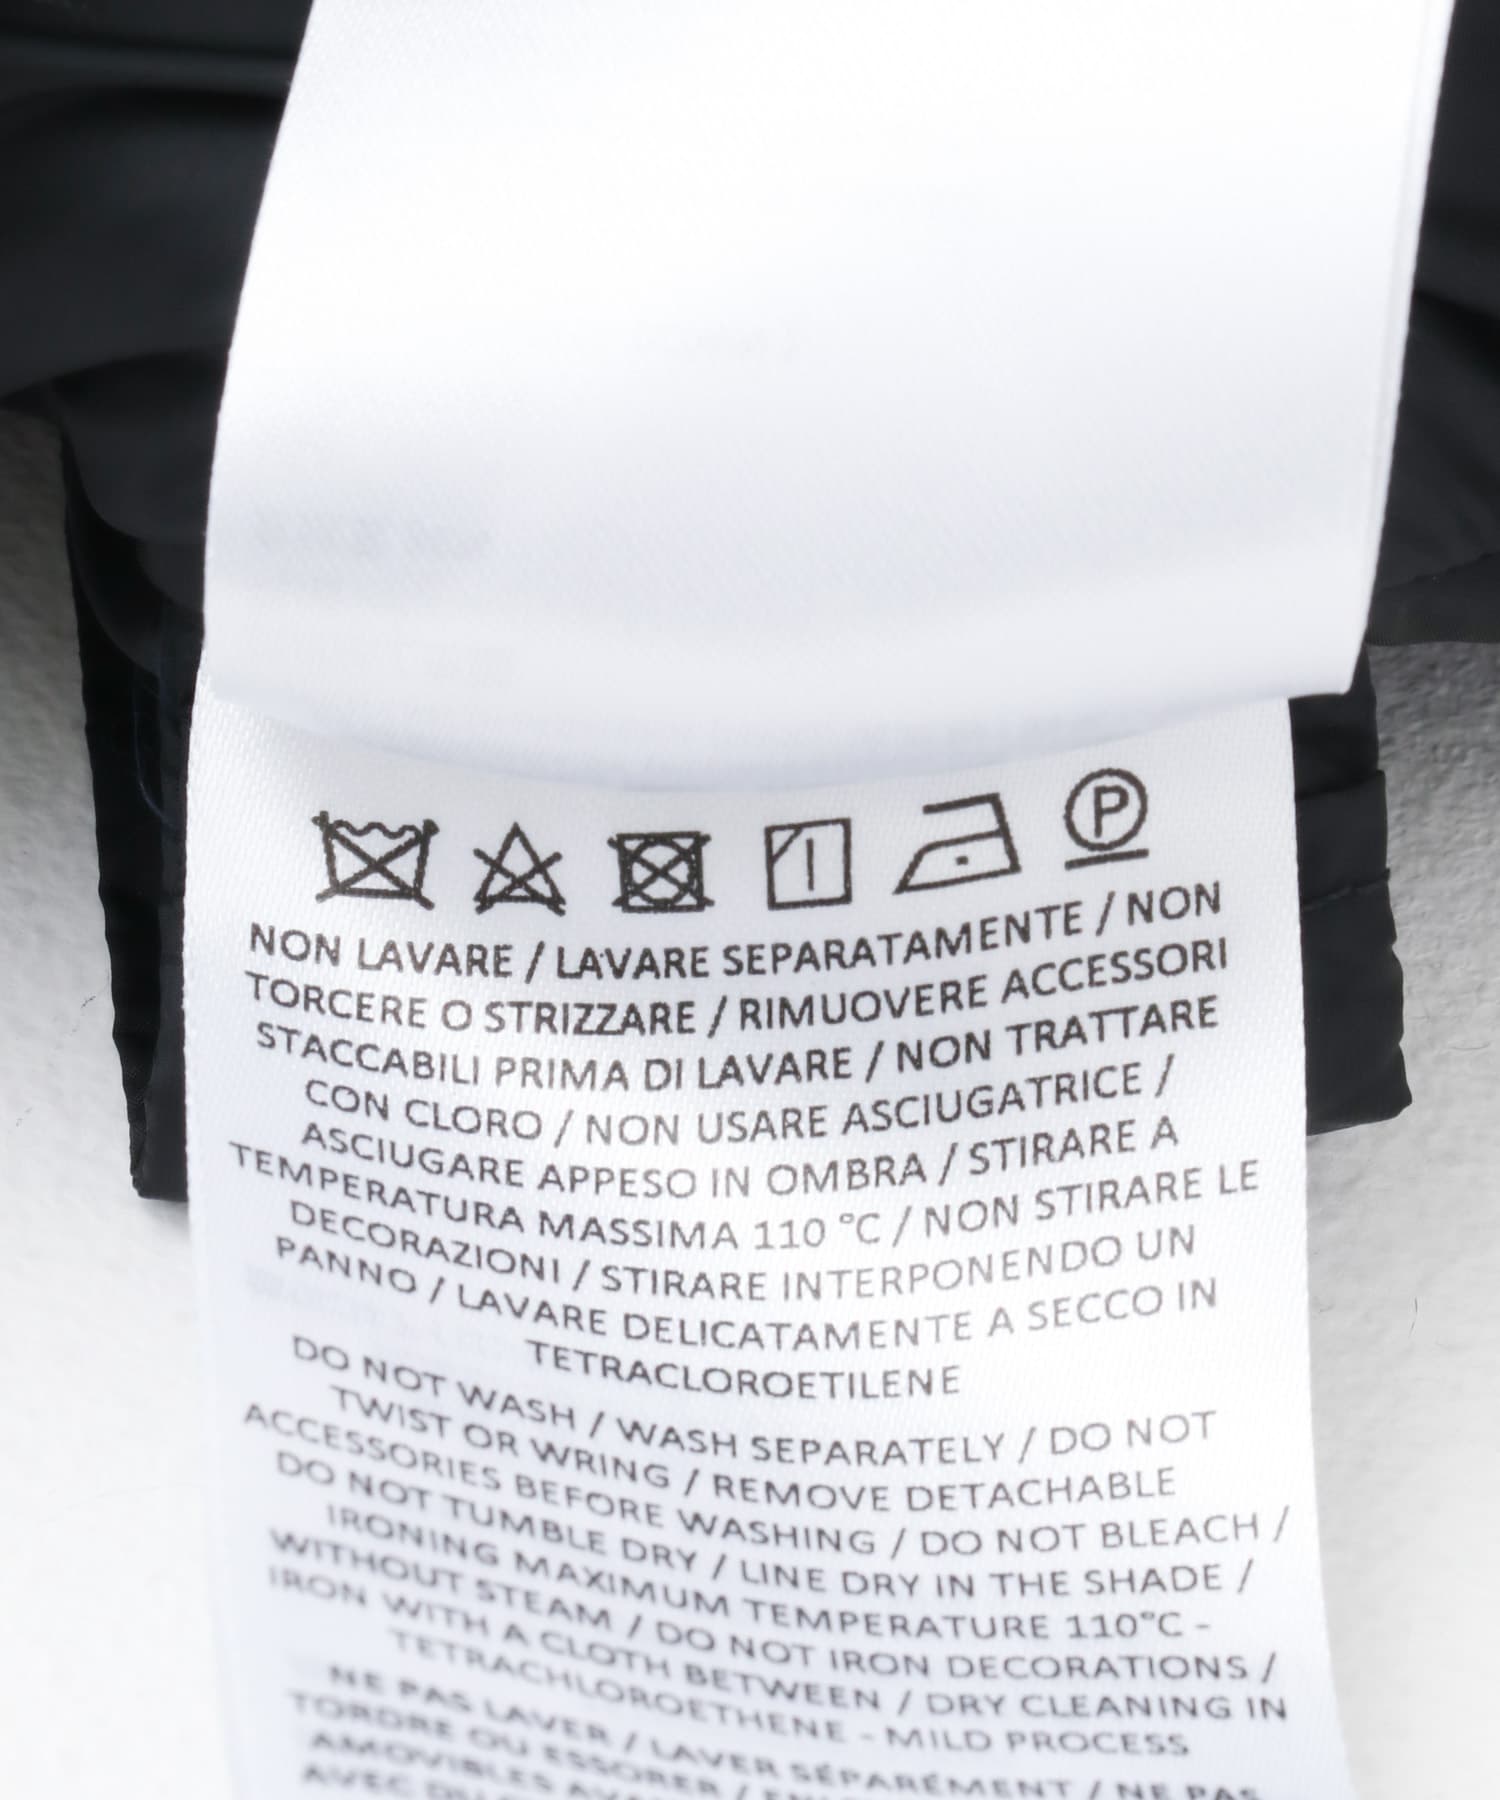 P
NON LAVARE / LAVARE SEPARATAMENTE / NON
TORCERE O STRIZZARE / RIMUOVERE ACCESSORI
STACCABILI PRIMA DI LAVARE / NON TRATTARE
CON CLORO / NON USARE ASCIUGATRICE /
ASCIUGARE APPESO IN OMBRA / STIRARE A
TEMPERATURA MASSIMA 110 °C / NON STIRARE LE
DECORAZIONI / STIRARE INTERPONENDO UN
PANNO / LAVARE DELICATAMENTE A SECCO IN
TETRACLOROETILENE
DO NOT WASH / WASH SEPARATELY / DO NOT
TWIST OR WRING / REMOVE DETACHABLE
ACCESSORIES BEFORE WASHING / DO NOT BLEACH /
DO NOT TUMBLE DRY / LINE DRY IN THE SHADE /
IRONING MAXIMUM TEMPERATURE 110°C -
WITHOUT STEAM / DO NOT IRON DECORATIONS /
IRON WITH A CLOTH BETWEEN / DRY CLEANING IN
TETRACHLOROETHENE - MILD PROCESS
NE PAS LAVER / LAVER SÉPARÉMENT / NE PAS
TORDRE OU ESSORER /
AMOVIBLES
AVEC